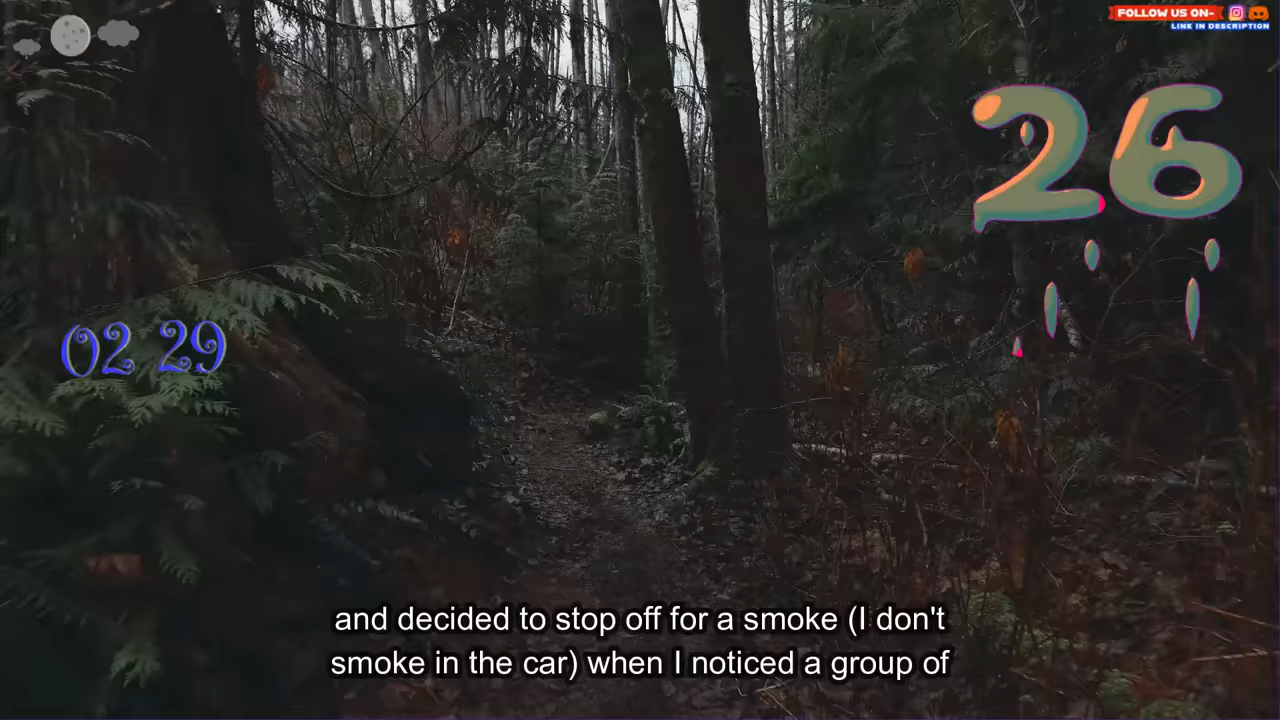 FOLLOW US ON-
LINK IN DESCRIPTION
26
02 29
and decided to stop off for a smoke (I don't
smoke in the car) when I noticed a group of